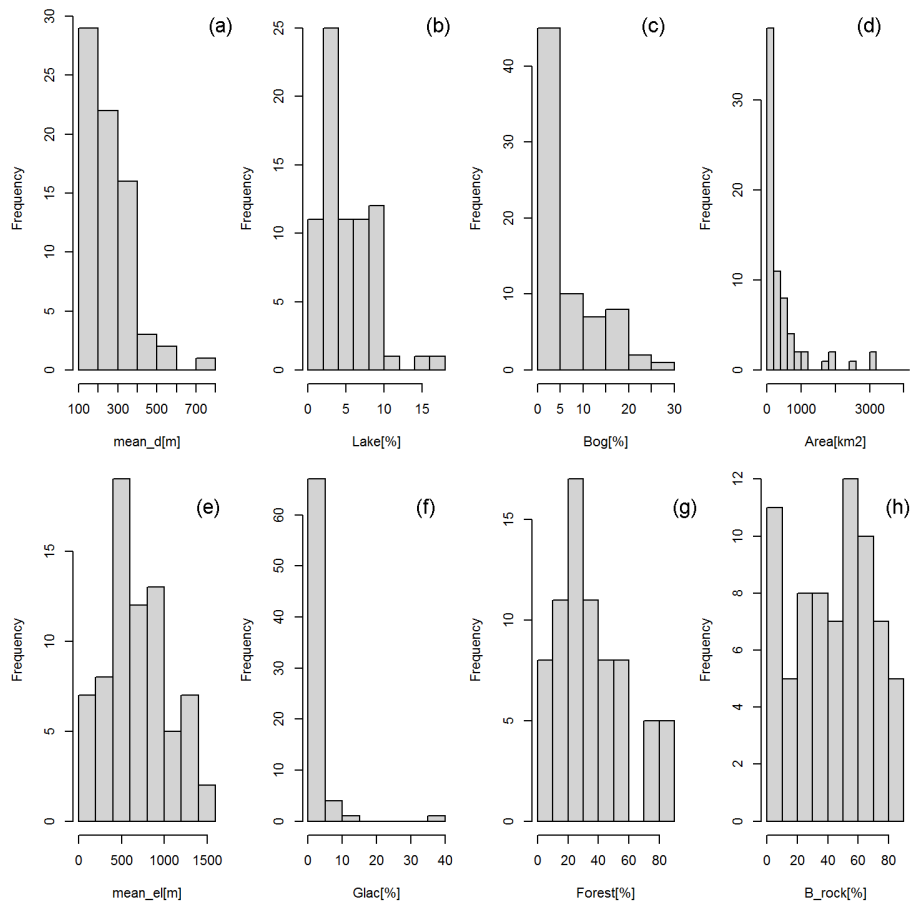 (a)
Frequency
0 5 10 15 20 25 30
100 300 500 700
mean_d[m]
(b)
Frequency
0 5 10 15 20 25
0 5 10 15
Lake[%]
(c)
Frequency
0 10 20 30 40
0 5 10 20 30
Bog[%]
(d)
Frequency
0 10 20 30
0 1000 3000
Area[km2]
(e)
Frequency
0 5 10 15
0 500 1000 1500
mean_el[m]
(f)
Frequency
0 10 20 30 40 50 60
0 10 20 30 40
Glac[%]
(g)
Frequency
0 5 10 15
0 20 40 60 80
Forest[%]
(h)
Frequency
0 2 4 6 8 10 12
0 20 40 60 80
B_rock[%]